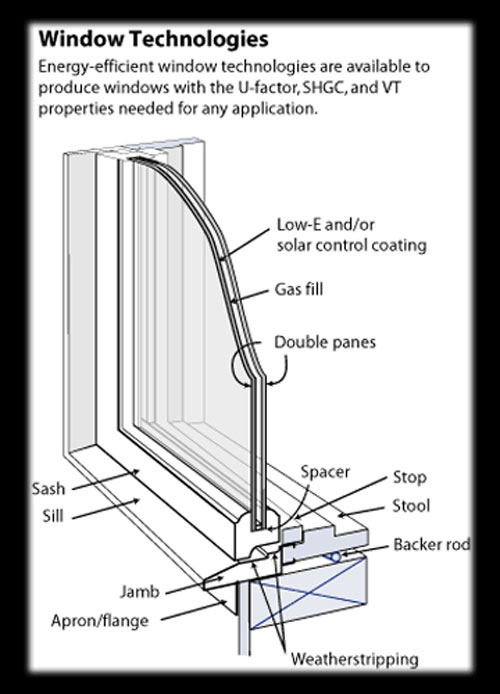 Window Technologies
Energy-efficient window technologies are available to
produce windows with the U-factor, SHGC, and VT
properties needed for any application.
Low-E and/or
solar control coating
Gas fill
Double panes
Spacer
Stop
Sash
Stool
Sill
Backer rod
Jamb
Apron/flange
Weatherstripping